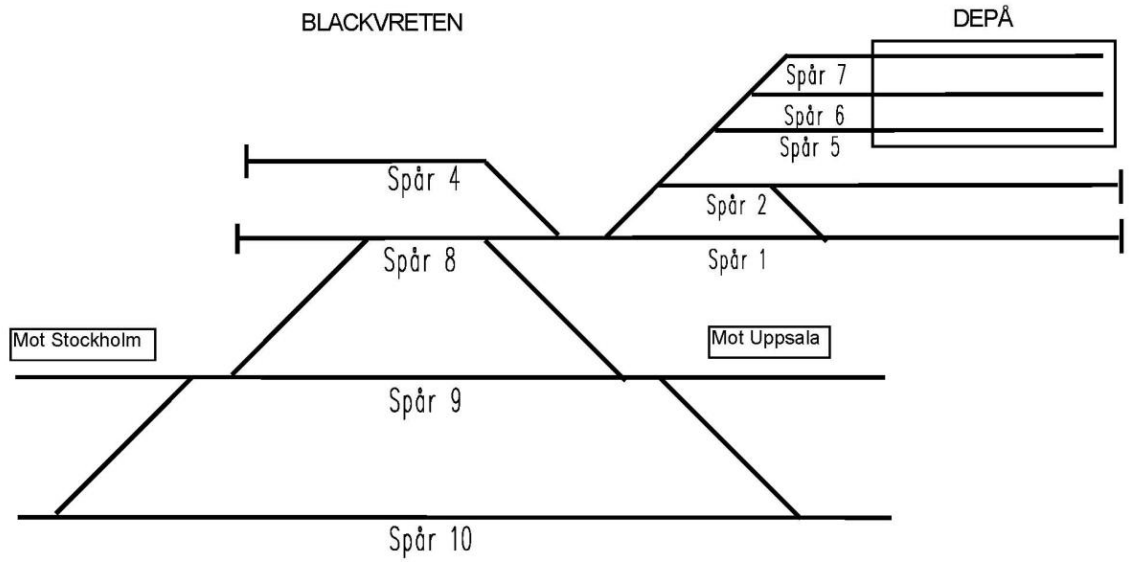 BLACKVRETEN
DEPÅ
Spår 7
Spår 6
Spår 5
Spår 4
Spår 2
Spår 8
Spår 1
Mot Stockholm
Mot Uppsala
Spår 9
Spår 10